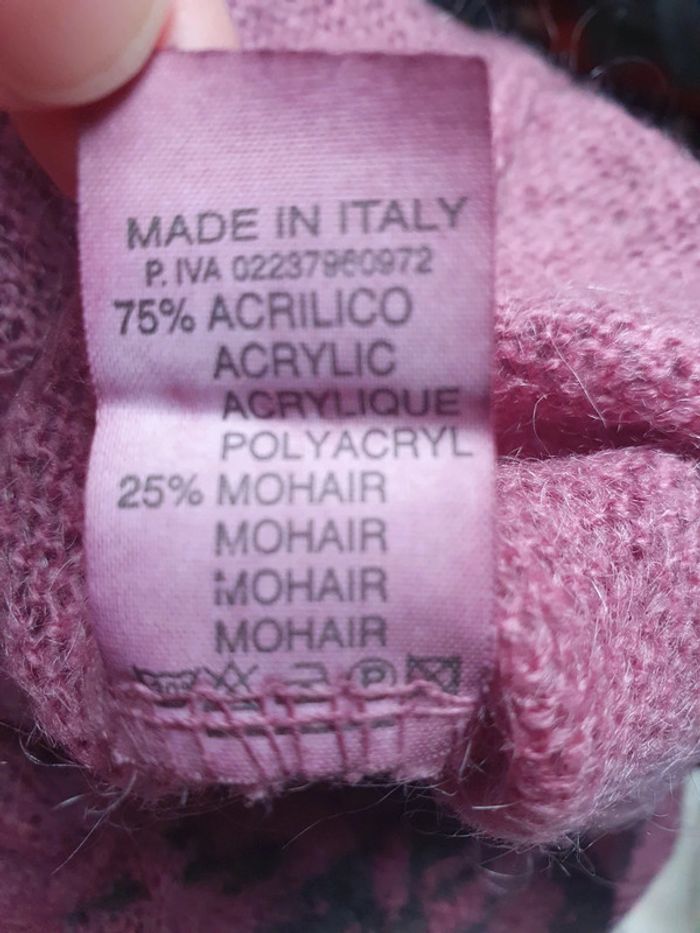 MADE IN ITALY
P. IVA 02237960972
75% ACRILICO
ACRYLIC
ACRYLIQUE
POLYACRYL
25% MOHAIR
MOHAIR
MOHAIR
MOHAIR
P